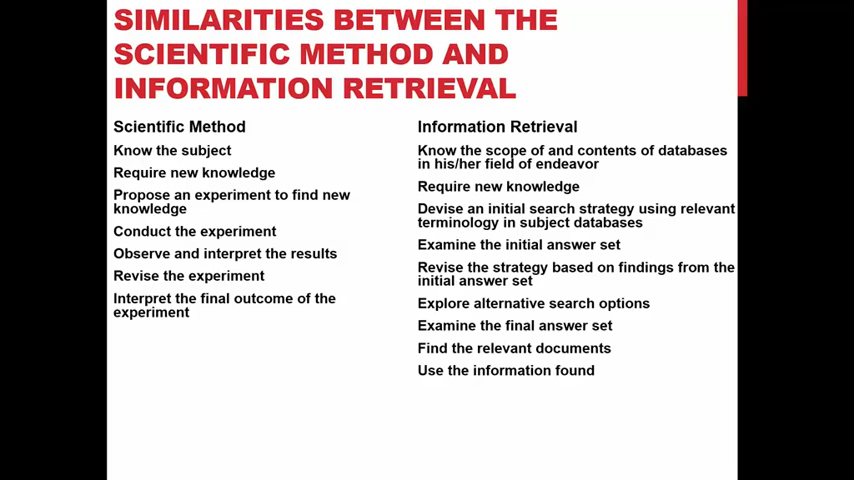 SIMILARITIES BETWEEN THE
SCIENTIFIC METHOD AND
INFORMATION RETRIEVAL
Scientific Method
Know the subject
Require new knowledge
Propose an experiment to find new
knowledge
Conduct the experiment
Observe and interpret the results
Revise the experiment
Interpret the final outcome of the
experiment
Information Retrieval
Know the scope of and contents of databases
in his/her field of endeavor
Require new knowledge
Devise an initial search strategy using relevant
terminology in subject databases
Examine the initial answer set
Revise the strategy based on findings from the
initial answer set
Explore alternative search options
Examine the final answer set
Find the relevant documents
Use the information found